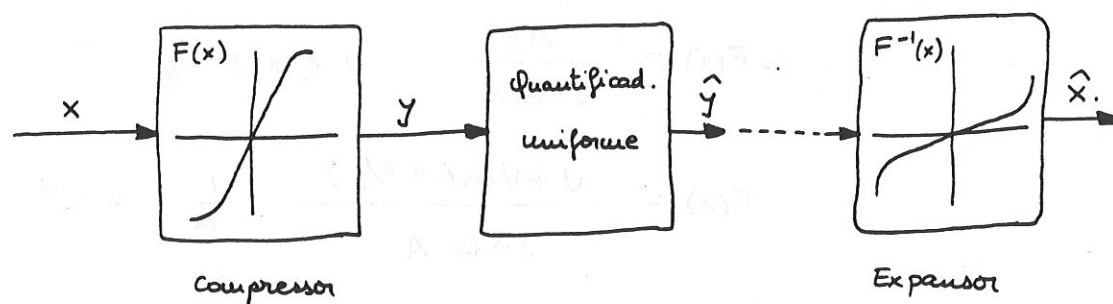 F(x)
x
Compressor
y
Quantificad.
uniforme
ŷ
F⁻¹(x)
x̂.
Expansor